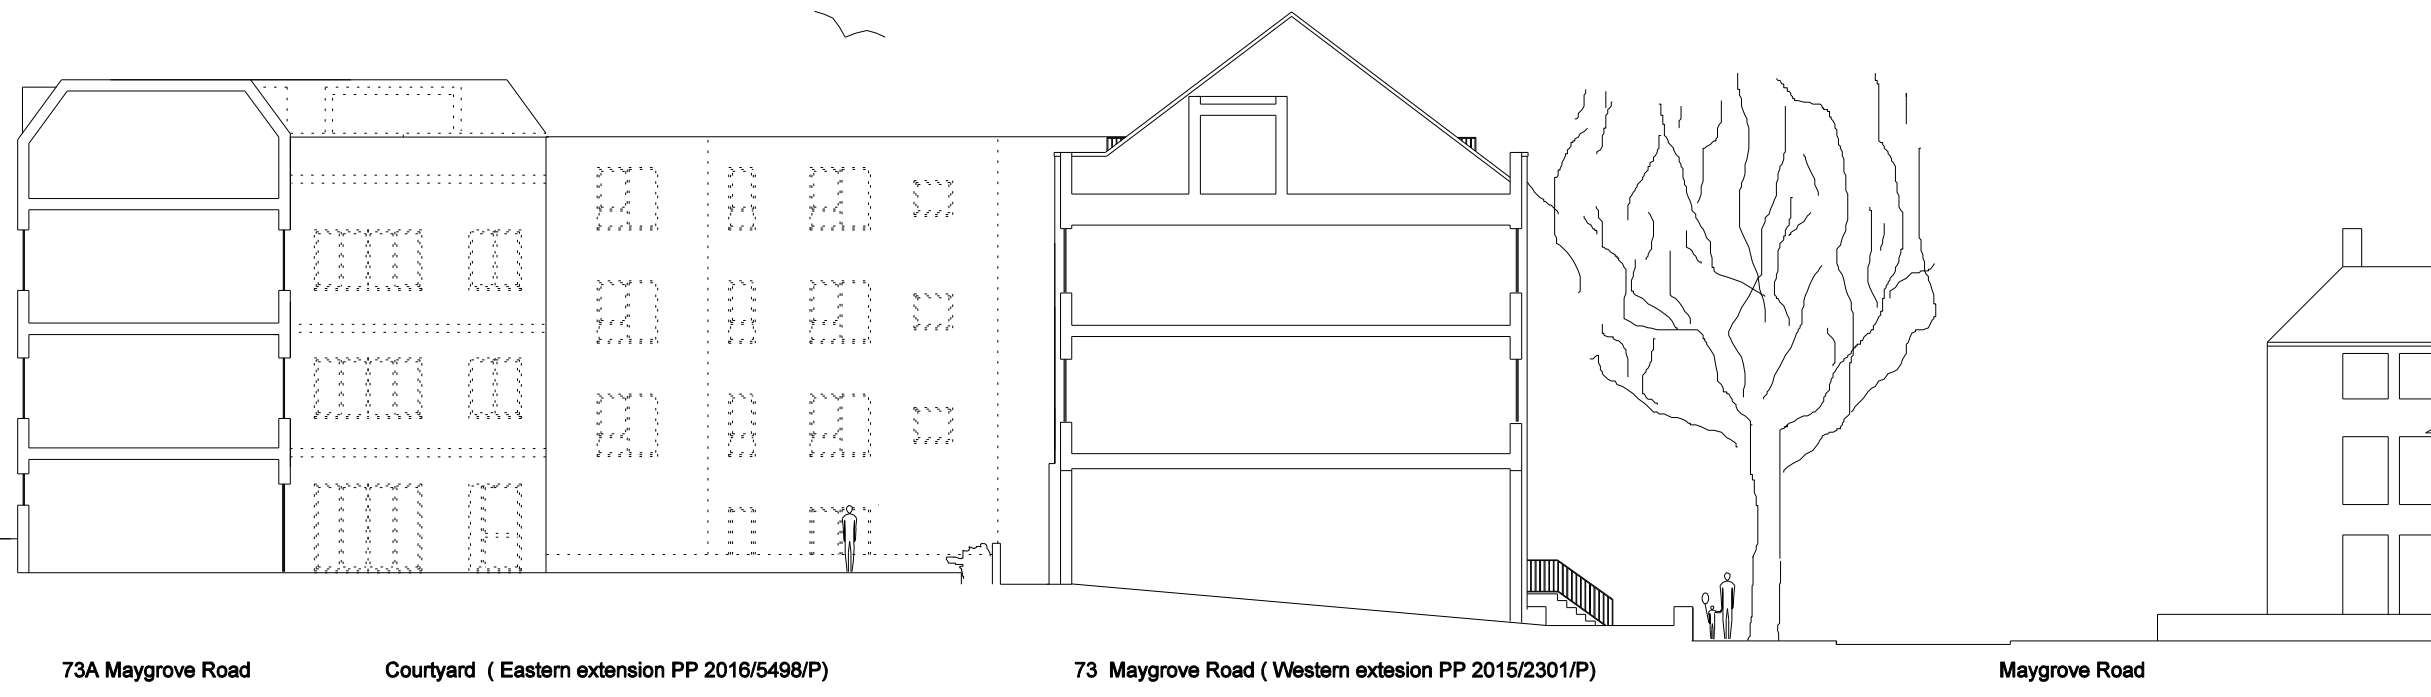 73A Maygrove Road
Courtyard ( Eastern extension PP 2016/5498/P)
73 Maygrove Road ( Western extesion PP 2015/2301/P)
Maygrove Road